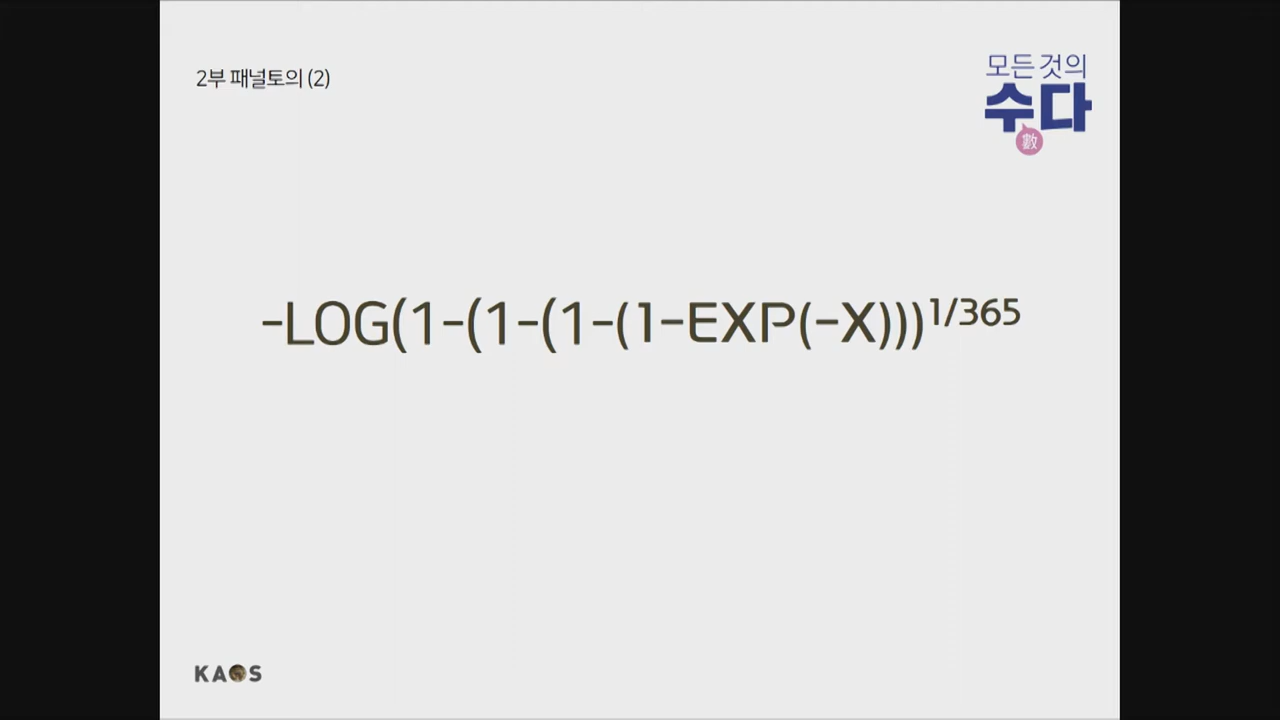 2부 패널토의 (2)
모든 것의
수다
數
-LOG(1-(1-(1-(1-EXP(-X)))^1/365
KAOS